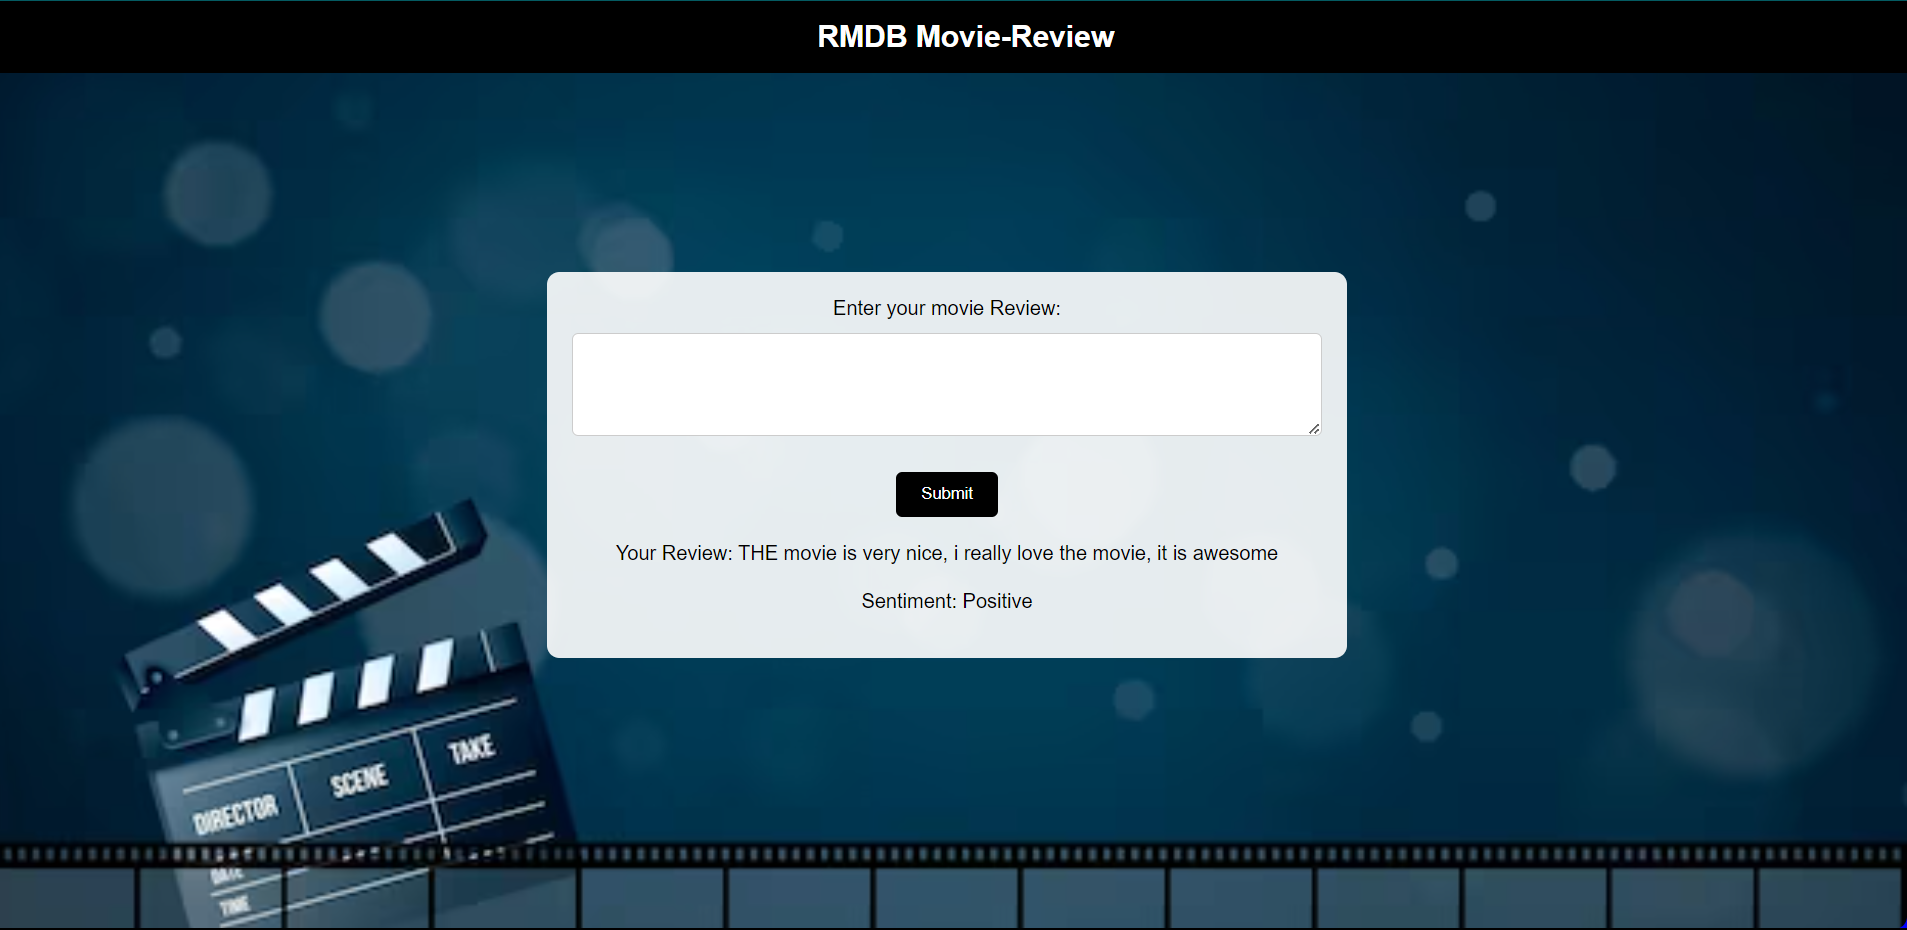 RMDB Movie-Review
Enter your movie Review:
Submit
Your Review: THE movie is very nice, i really love the movie, it is awesome
Sentiment: Positive
DIRECTOR
SCENE
TAKE
DATE
TIME